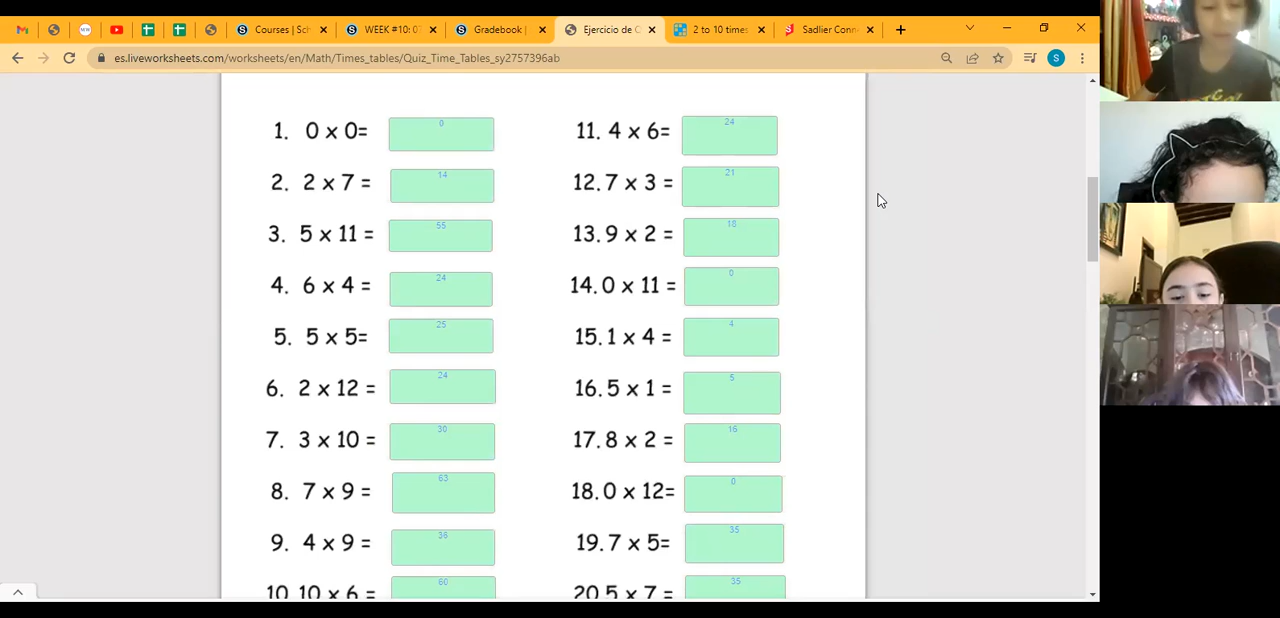 Courses | Sch
WEEK #10: 07
Gradebook |
Ejercicio de C
2 to 10 times
Sadlier Conne
es.liveworksheets.com/worksheets/en/Math/Times_tables/Quiz_Time_Tables_sy2757396ab
S
1. 0 x 0= 0
2. 2 x 7 = 14
3. 5 x 11 = 55
4. 6 x 4 = 24
5. 5 x 5= 25
6. 2 x 12 = 24
7. 3 x 10 = 30
8. 7 x 9 = 63
9. 4 x 9 = 36
10 10 x 6 = 60
11. 4 x 6= 24
12. 7 x 3 = 21
13. 9 x 2 = 18
14. 0 x 11 = 0
15. 1 x 4 = 4
16. 5 x 1 = 5
17. 8 x 2 = 16
18. 0 x 12= 0
19. 7 x 5= 35
20 5 x 7 = 35